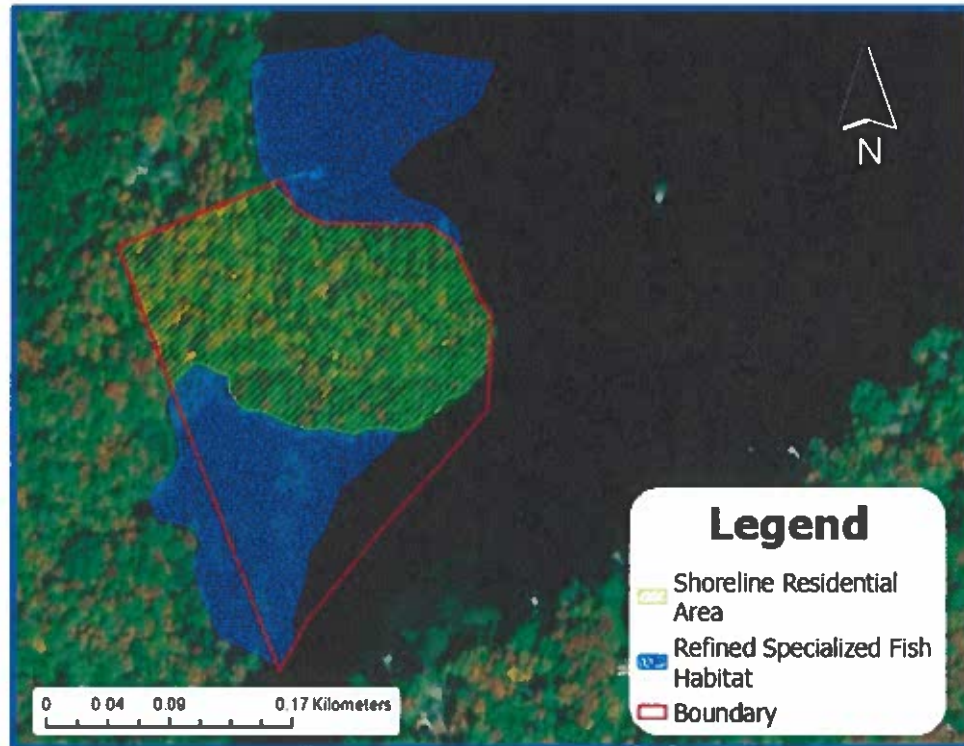 N
Legend
Shoreline Residential
Area
Refined Specialized Fish
Habitat
Boundary
0 0 04 0.09 0.17 Kilometers